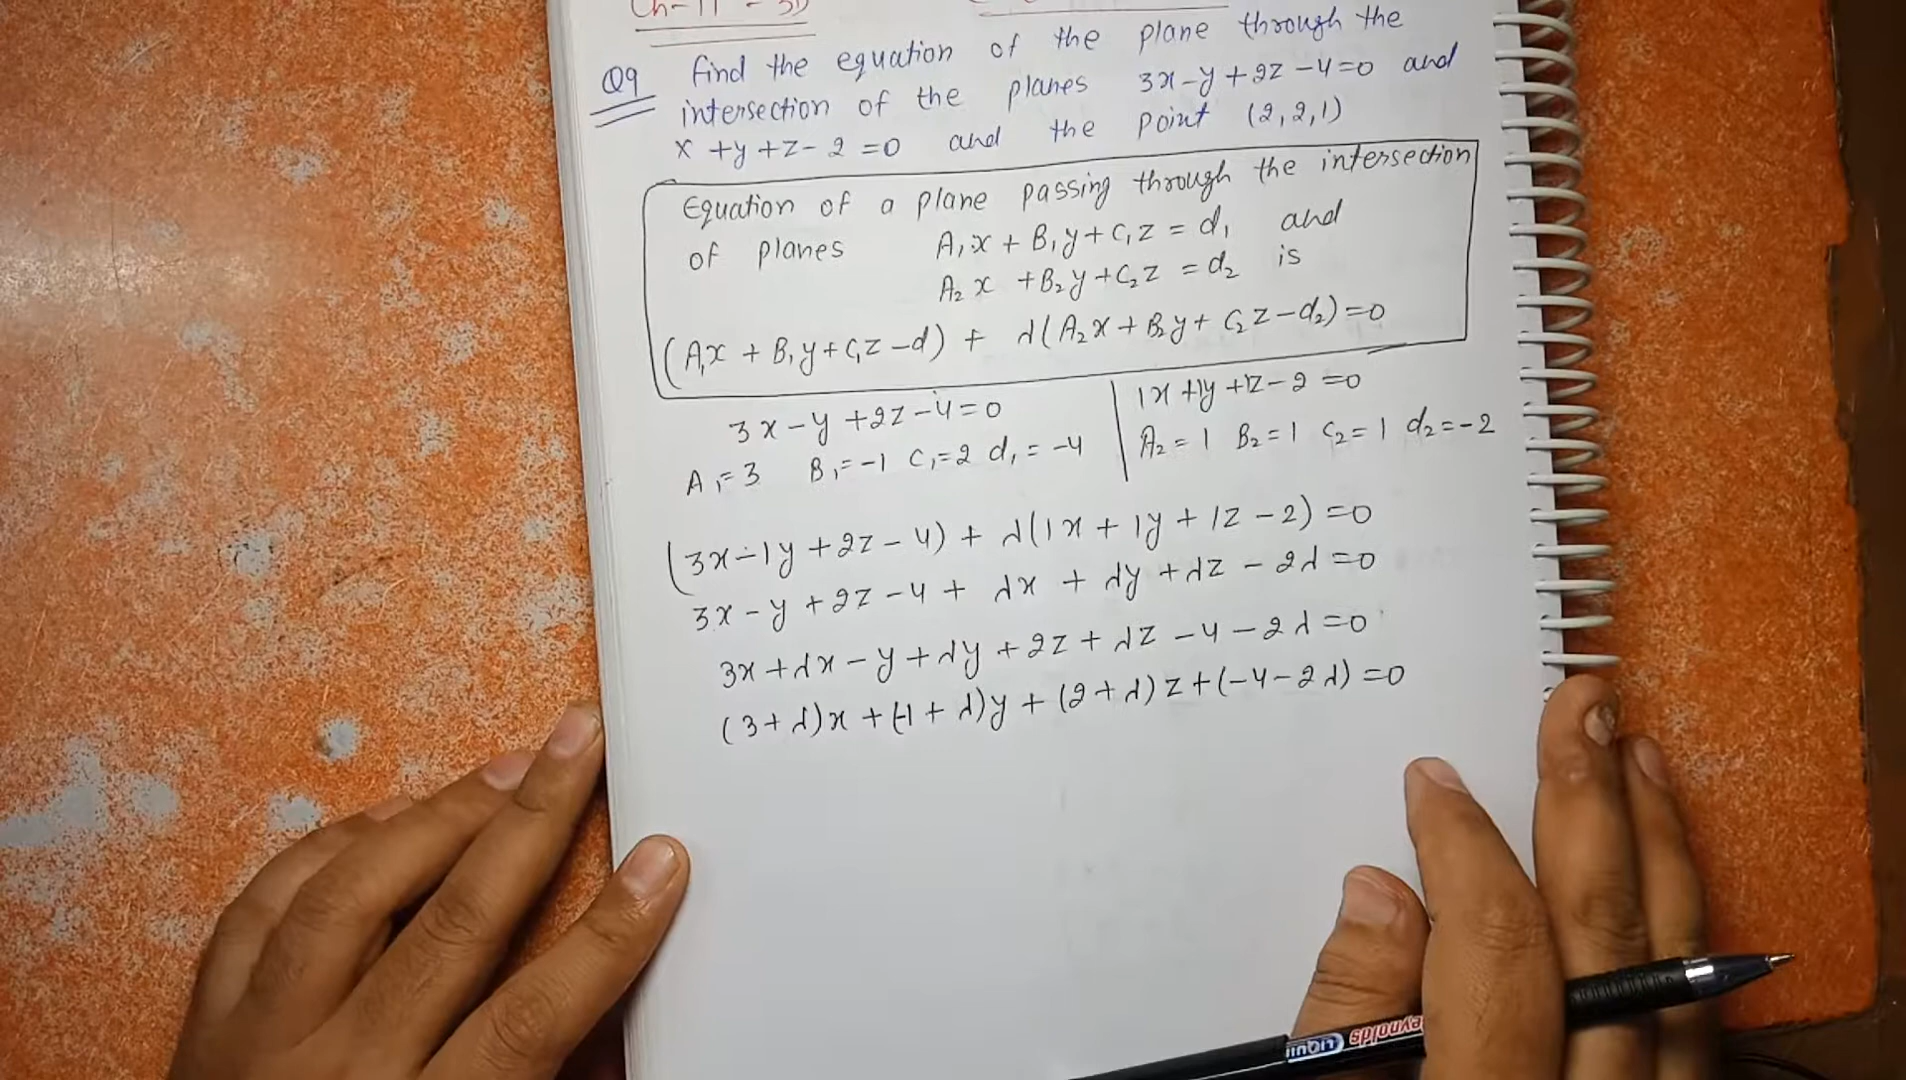 Ch-11 - 3D
Q9 find the equation of the plane through the
intersection of the planes 3x-y+2z-4=0 and
x+y+z-2=0 and the point (2,2,1)
Equation of a plane passing through the intersection
of planes A₁x + B₁y + C₁z = d₁ and
A₂x + B₂y + C₂z = d₂ is
(A₁x + B₁y + C₁z - d) + λ(A₂x + B₂y + C₂z - d₂) = 0
3x - y + 2z - 4 = 0
A₁ = 3 B₁ = -1 C₁ = 2 d₁ = -4
1x + 1y + 1z - 2 = 0
A₂ = 1 B₂ = 1 C₂ = 1 d₂ = -2
(3x - 1y + 2z - 4) + λ(1x + 1y + 1z - 2) = 0
3x - y + 2z - 4 + λx + λy + λz - 2λ = 0
3x + λx - y + λy + 2z + λz - 4 - 2λ = 0
(3 + λ)x + (-1 + λ)y + (2 + λ)z + (-4 - 2λ) = 0
eynolds
LIQUI